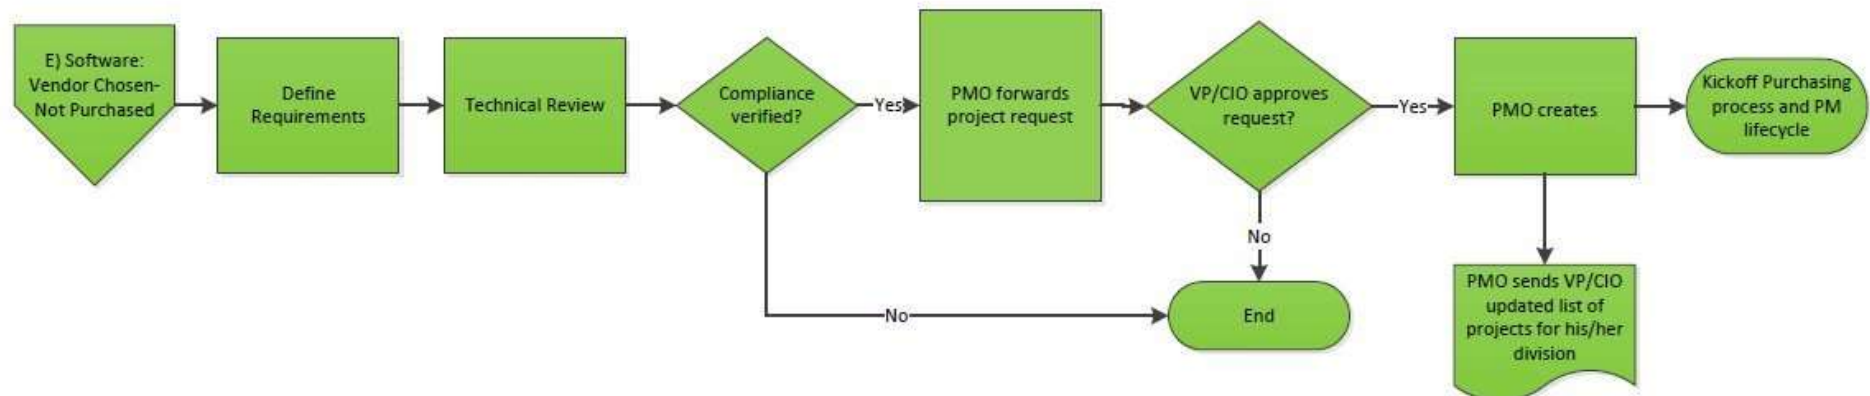 E) Software:
Vendor Chosen-
Not Purchased
Define
Requirements
Technical Review
Compliance
verified?
Yes
PMO forwards
project request
VP/CIO approves
request?
Yes
PMO creates
Kickoff Purchasing
process and PM
lifecycle
No
No
End
PMO sends VP/CIO
updated list of
projects for his/her
division